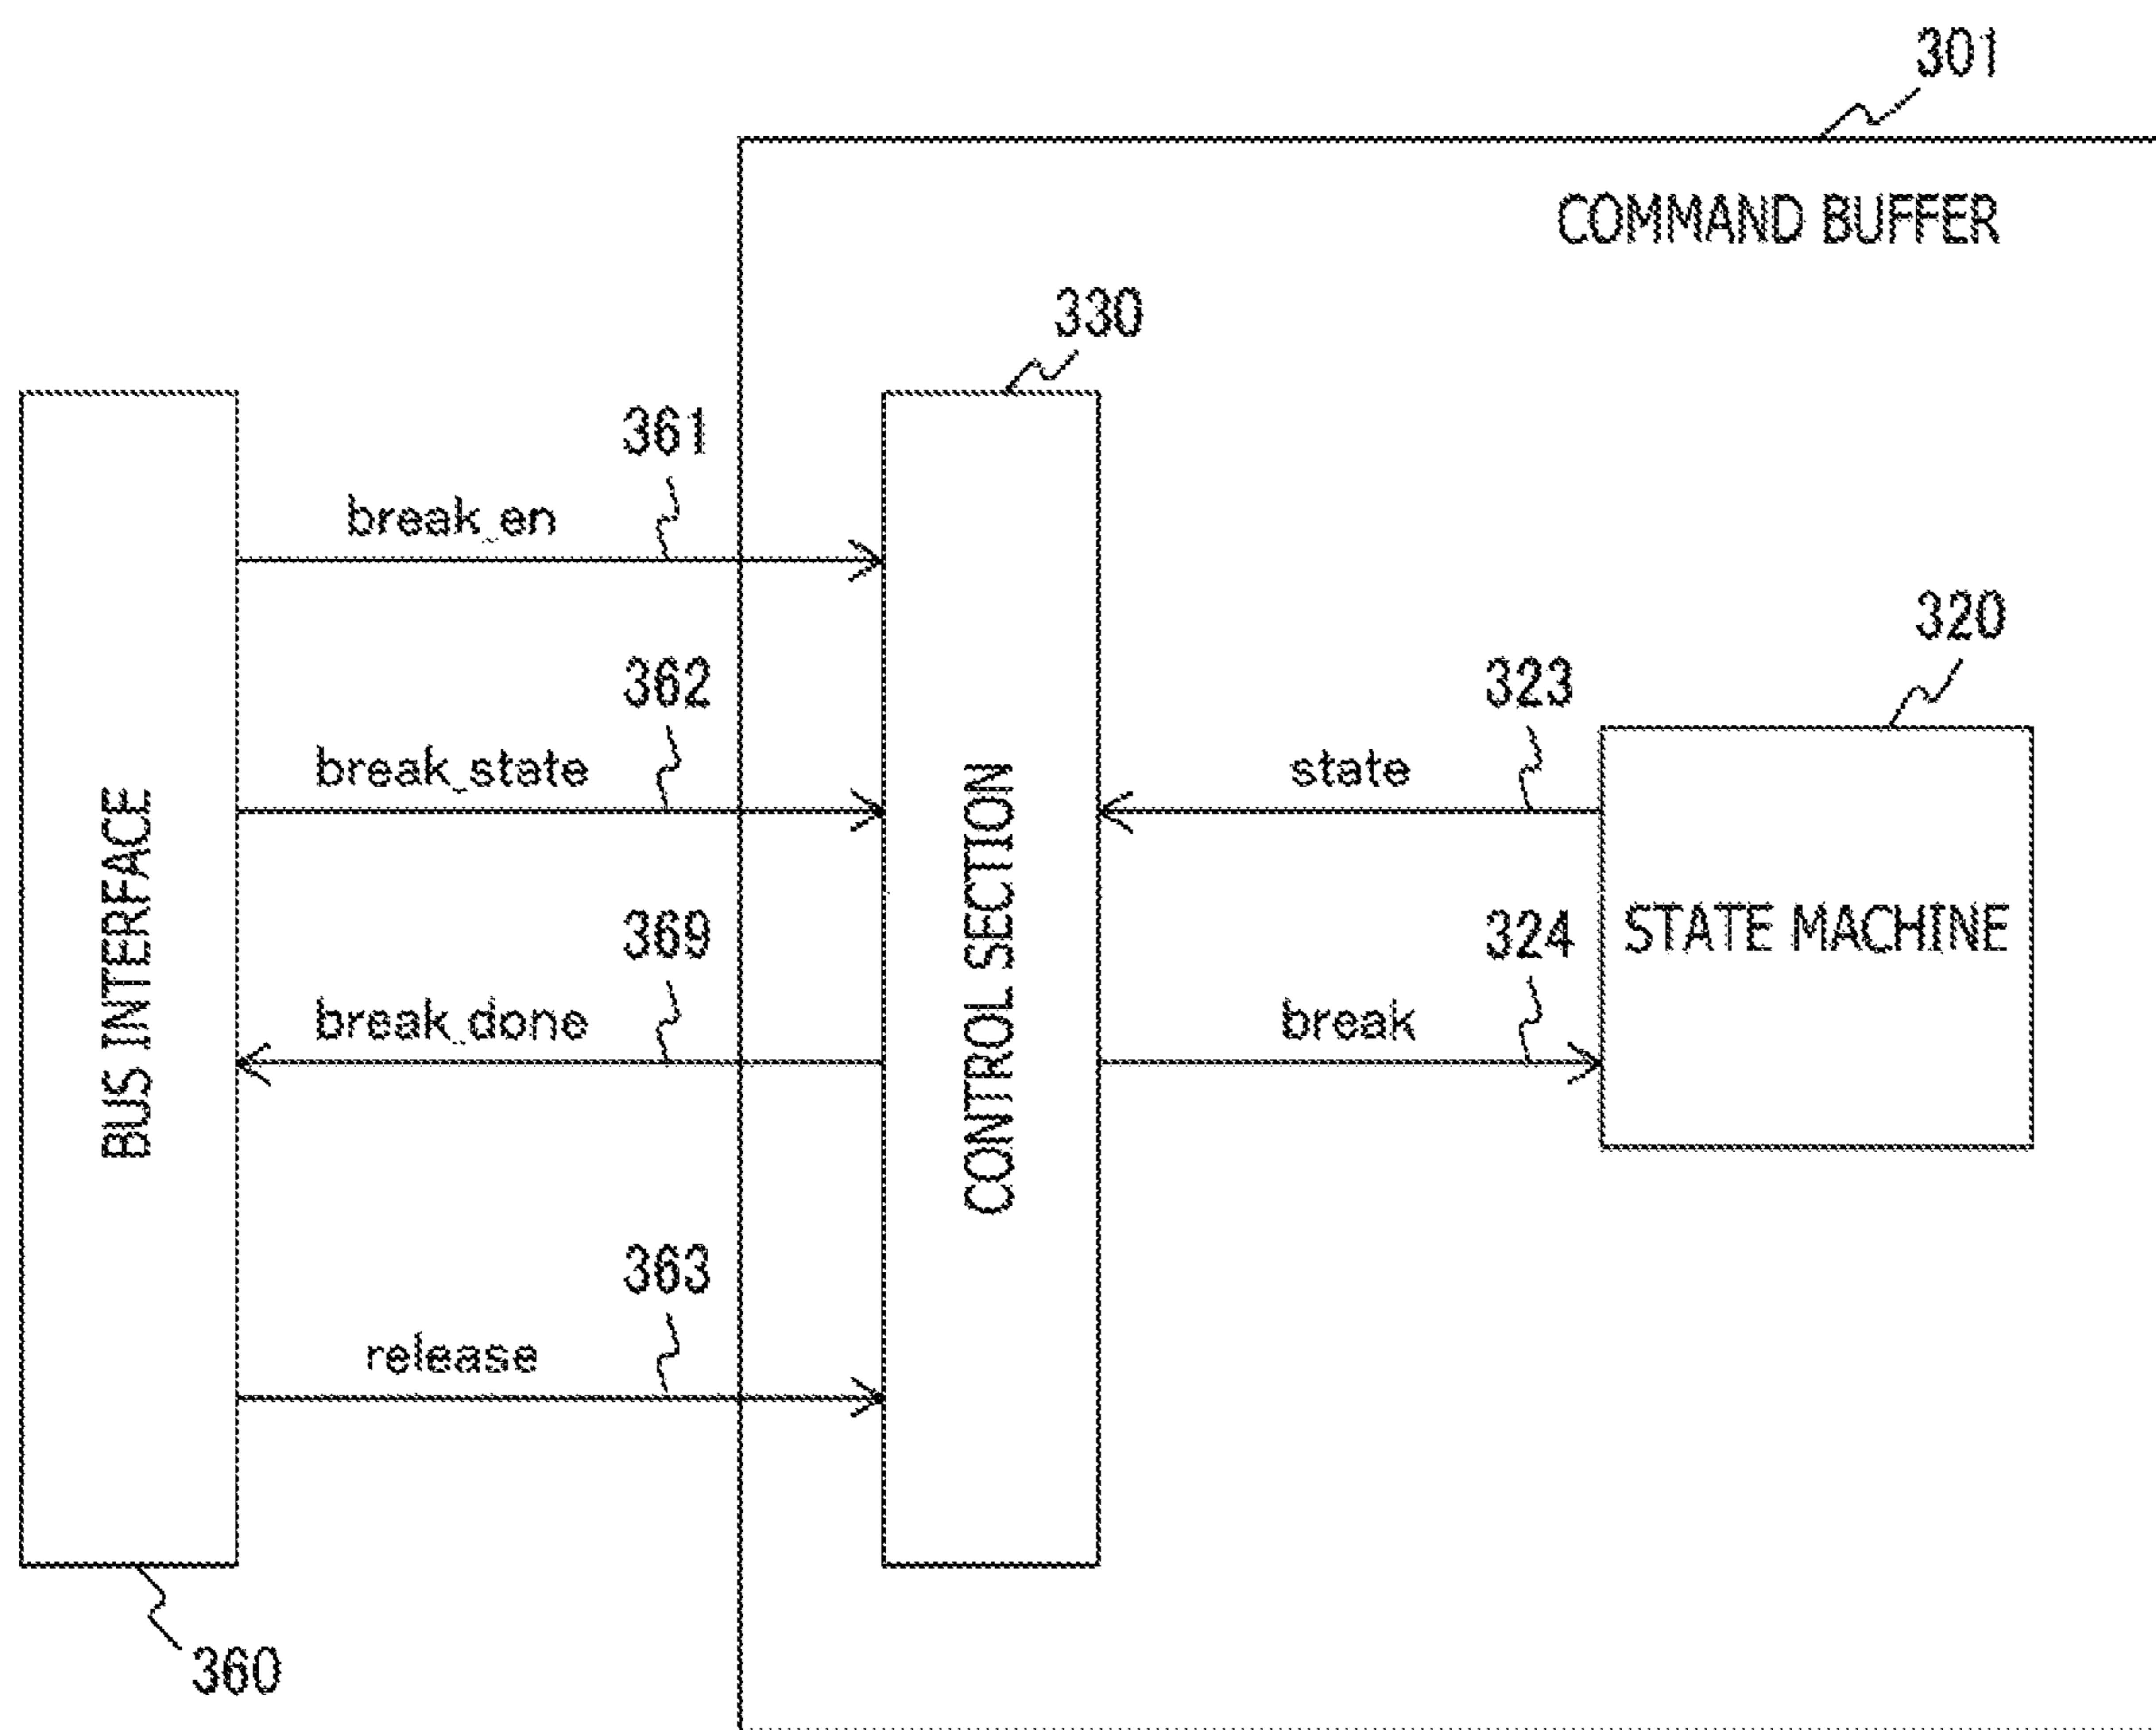 301
COMMAND BUFFER
330
361
break_en
320
362
323
break_state
state
BUS INTERFACE
CONTROL SECTION
STATE MACHINE
369
324
break_done
break
363
release
360